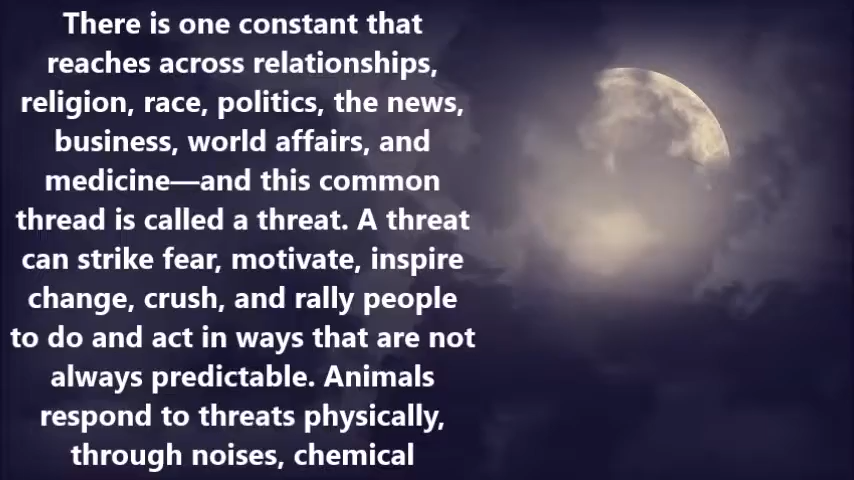 There is one constant that
reaches across relationships,
religion, race, politics, the news,
business, world affairs, and
medicine—and this common
thread is called a threat. A threat
can strike fear, motivate, inspire
change, crush, and rally people
to do and act in ways that are not
always predictable. Animals
respond to threats physically,
through noises, chemical